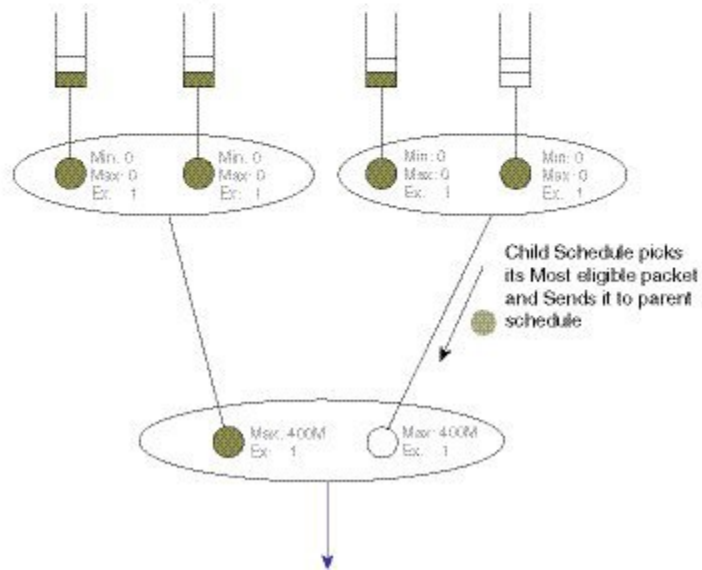 Min: 0
Max: 0
Ex: 1
Min: 0
Max: 0
Ex: 1
Min: 0
Max: 0
Ex: 1
Min: 0
Max: 0
Ex: 1
Child Schedule picks
its Most eligible packet
and Sends it to parent
schedule
Max: 400M
Ex: 1
Max: 400M
Ex: 1